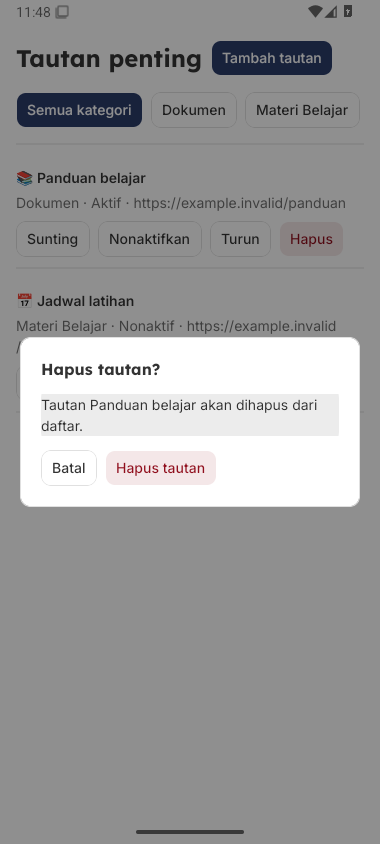 11:48
Tautan penting
Tambah tautan
Semua kategori
Dokumen
Materi Belajar
📚 Panduan belajar
Dokumen · Aktif · https://example.invalid/panduan
Sunting
Nonaktifkan
Turun
Hapus
📅 Jadwal latihan
Materi Belajar · Nonaktif · https://example.invalid
Hapus tautan?
Tautan Panduan belajar akan dihapus dari
daftar.
Batal
Hapus tautan